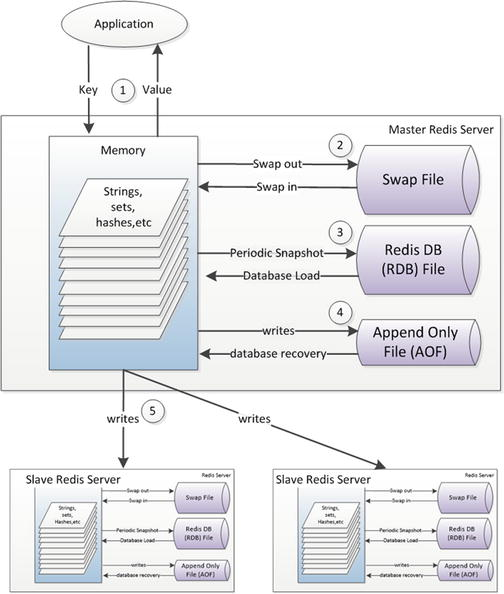 Application
Key
1
Value
Master Redis Server
Memory
Strings,
sets,
hashes,etc
2
Swap out
Swap in
Swap File
3
Periodic Snapshot
Database Load
Redis DB
(RDB) File
4
writes
database recovery
Append Only
File (AOF)
writes
5
writes
Redis Server
Slave Redis Server
Strings,
sets,
Hashes,etc
Swap out
Swap in
Swap File
Periodic Snapshot
Database Load
Redis DB
(RDB) File
writes
database recovery
Append Only
File (AOF)
Redis Server
Slave Redis Server
Strings,
sets,
Hashes,etc
Swap out
Swap in
Swap File
Periodic Snapshot
Database Load
Redis DB
(RDB) File
writes
database recovery
Append Only
File (AOF)